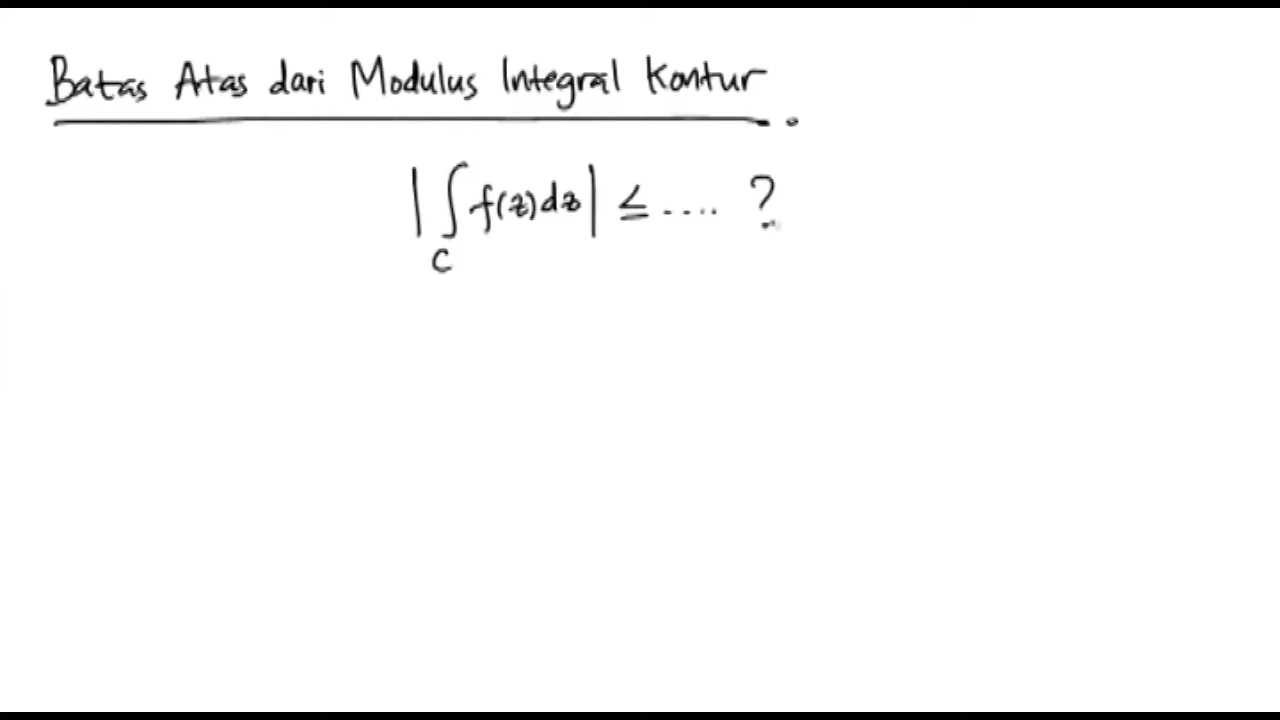 Batas Atas dari Modulus Integral Kontur
|∫_C f(z)dz| ≤ .... ?